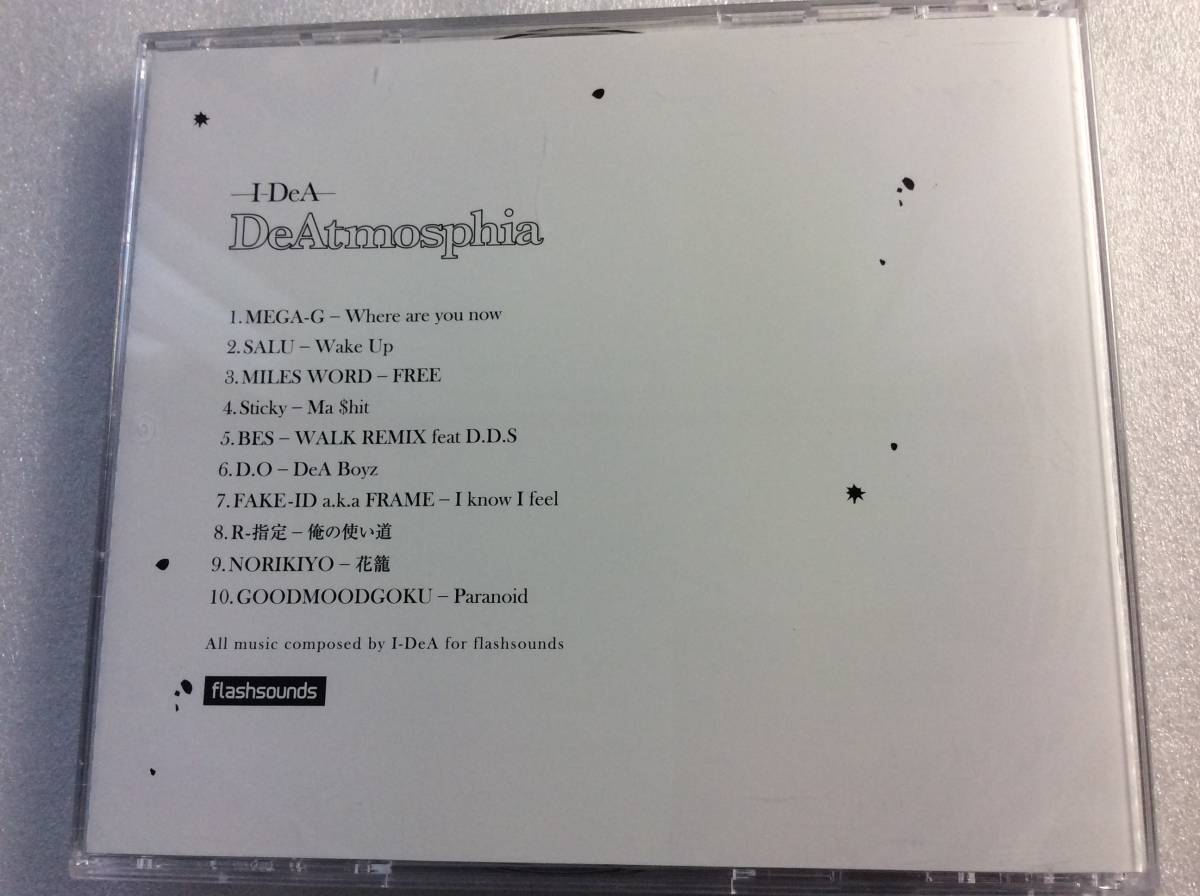 I-DeA
DeAtmosphia
1. MEGA-G – Where are you now
2. SALU – Wake Up
3. MILES WORD – FREE
4. Sticky – Ma $hit
5. BES – WALK REMIX feat D.D.S
6. D.O – DeA Boyz
7. FAKE-ID a.k.a FRAME – I know I feel
8. R-指定 – 俺の使い道
9. NORIKIYO – 花籠
10. GOODMOODGOKU – Paranoid
All music composed by I-DeA for flashsounds
flashsounds